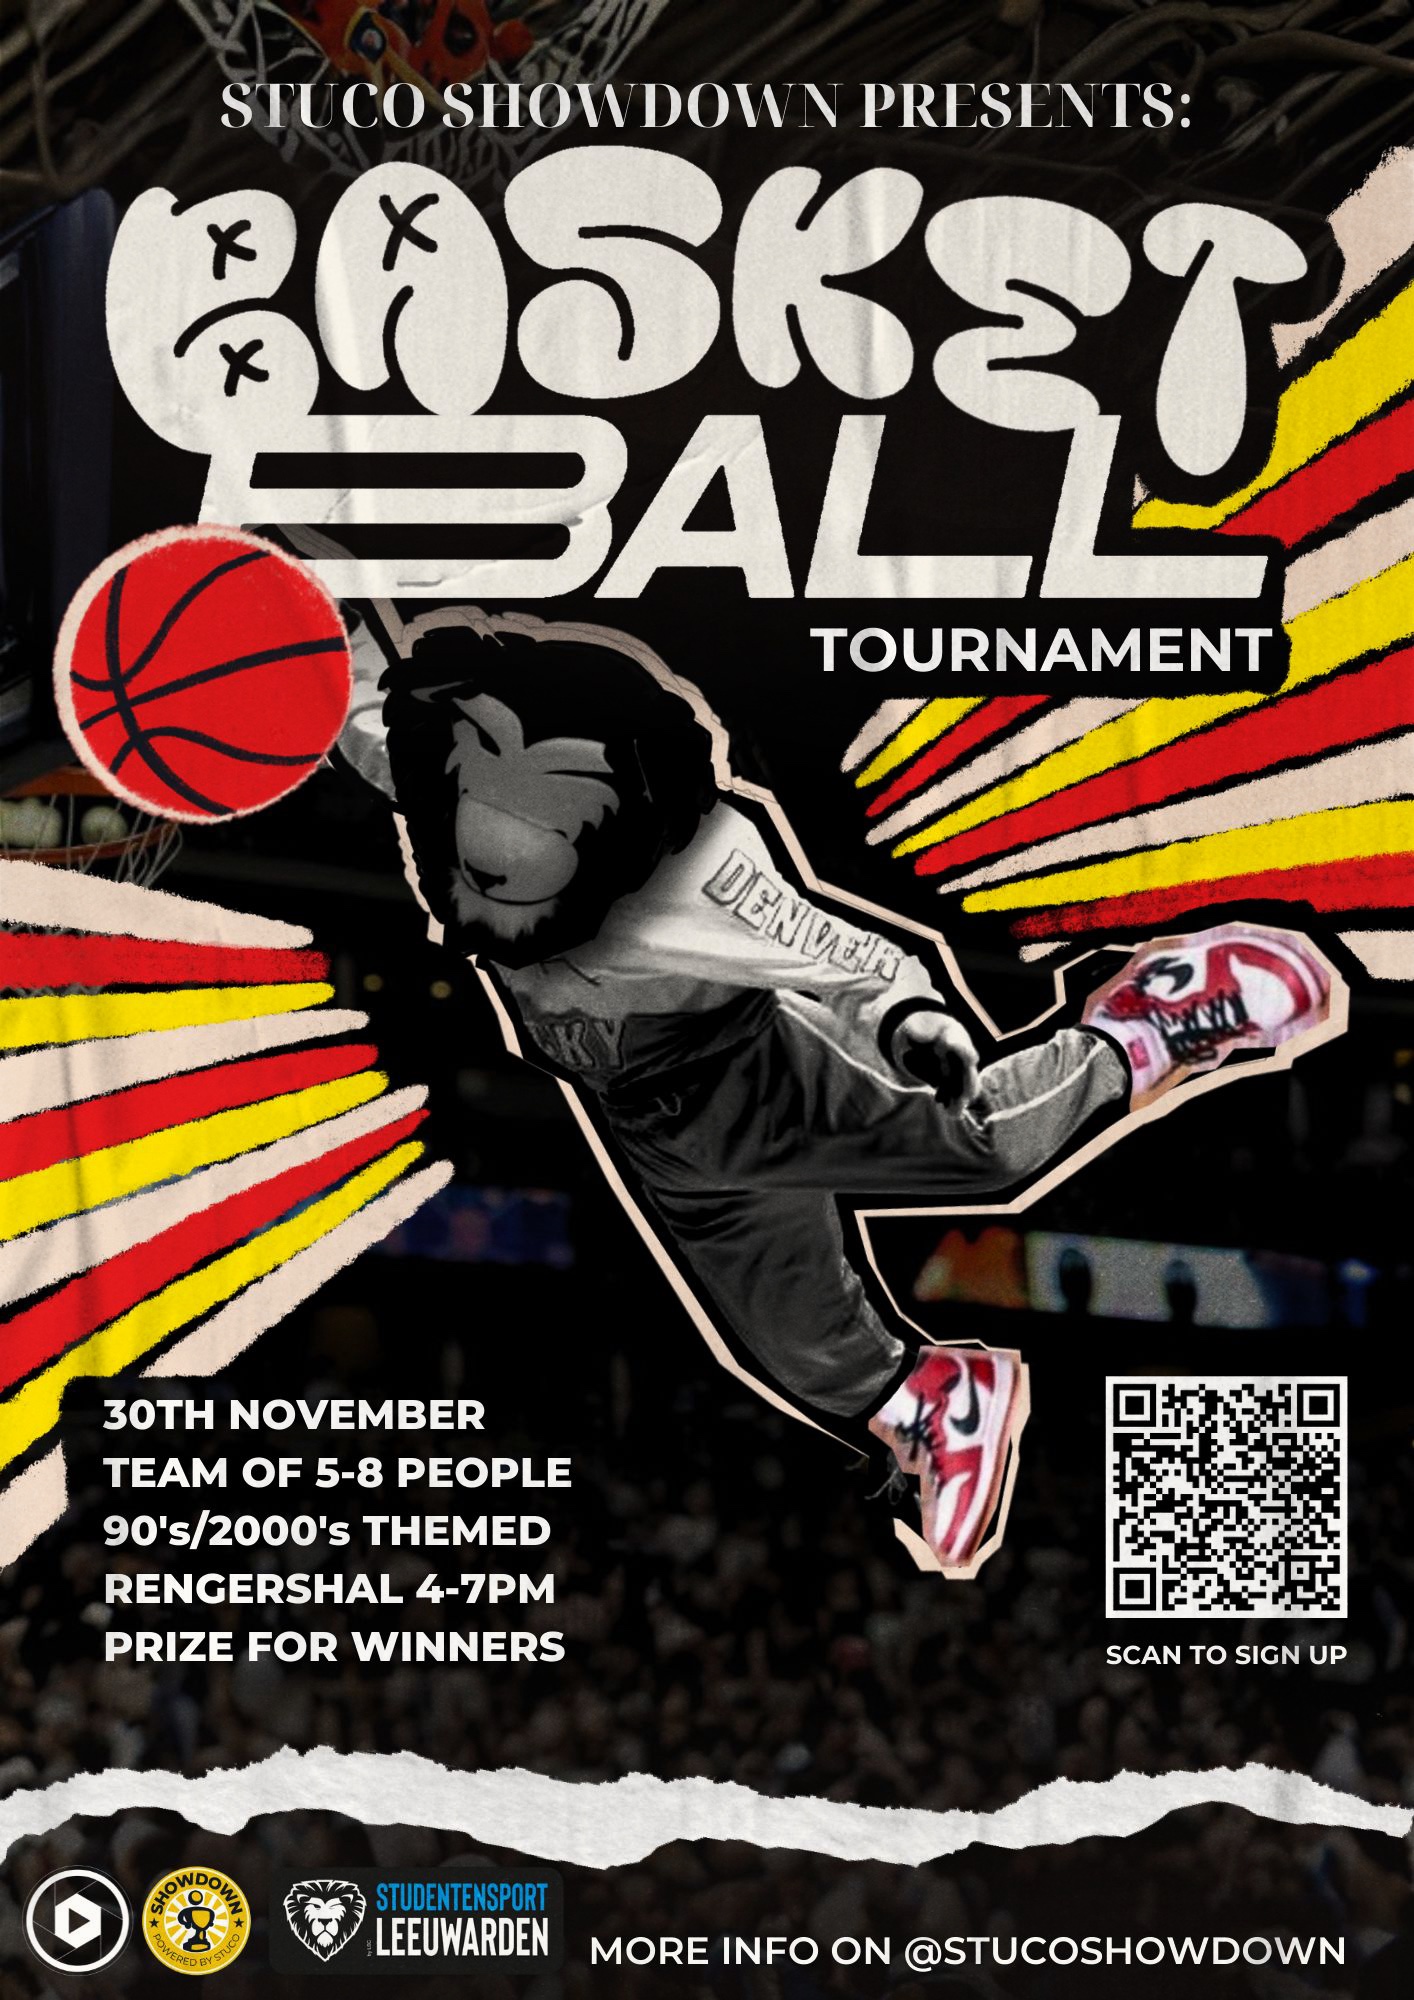 STUCO SHOWDOWN PRESENTS:
BASKET
BALL
TOURNAMENT
DENVER
30TH NOVEMBER
TEAM OF 5-8 PEOPLE
90's/2000's THEMED
RENGERSHAL 4-7PM
PRIZE FOR WINNERS
SCAN TO SIGN UP
SHOWDOWN
POWERED BY STUCO
STUDENTENSPORT
LEEUWARDEN
MORE INFO ON @STUCOSHOWDOWN